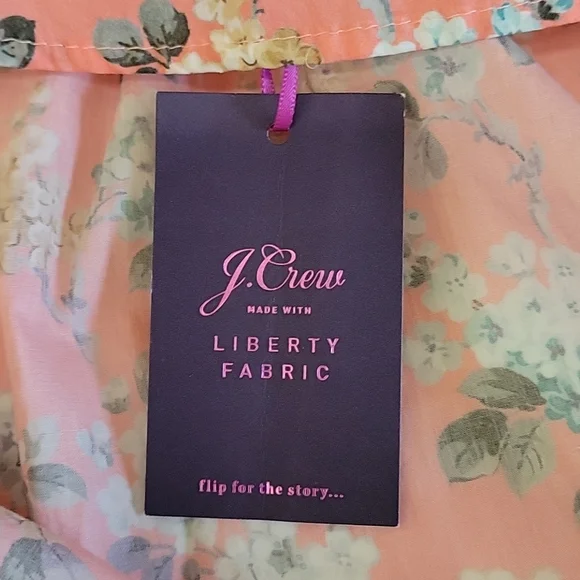 J.Crew
MADE WITH
LIBERTY
FABRIC
flip for the story...